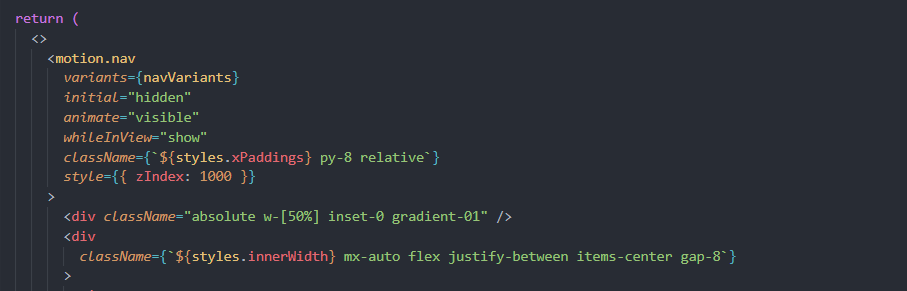 return (
<>
<motion.nav
variants={navVariants}
initial="hidden"
animate="visible"
whileInView="show"
className={`${styles.xPaddings} py-8 relative`}
style={{ zIndex: 1000 }}
>
<div className="absolute w-[50%] inset-0 gradient-01" />
<div
className={`${styles.innerWidth} mx-auto flex justify-between items-center gap-8`}
>